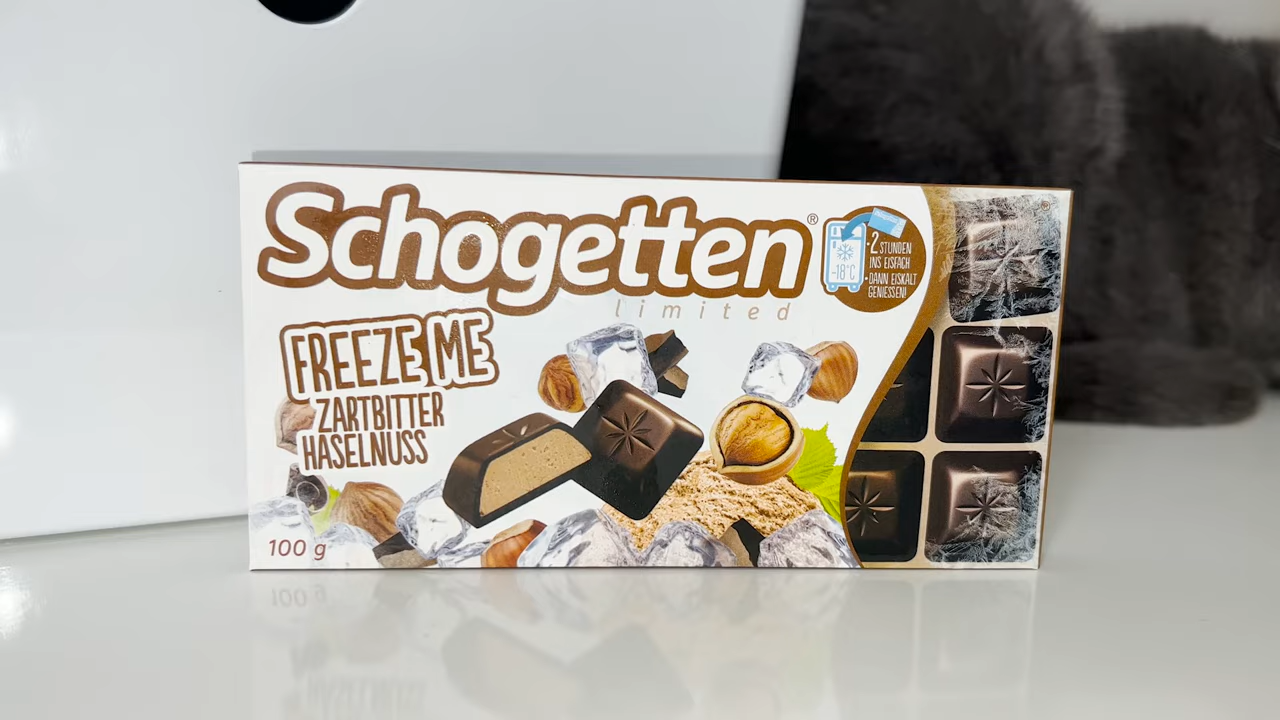 Schogetten®
limited
FREEZE ME
ZARTBITTER
HASELNUSS
100 g
-18°C
• 2 STUNDEN
INS EISFACH
• DANN EISKALT
GENIESSEN!